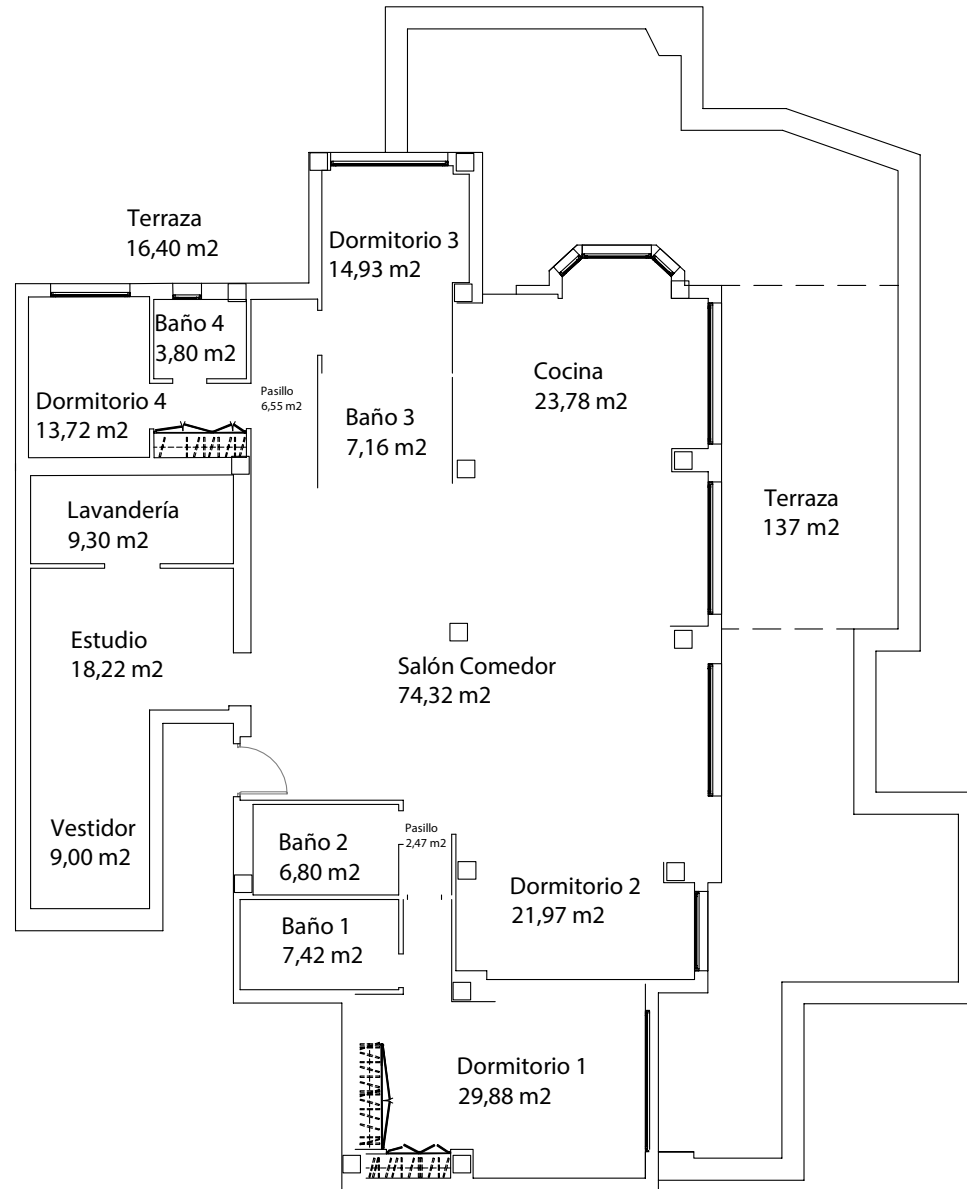 Terraza
16,40 m2
Dormitorio 3
14,93 m2
Baño 4
3,80 m2
Dormitorio 4
13,72 m2
Pasillo
6,55 m2
Baño 3
7,16 m2
Cocina
23,78 m2
Lavandería
9,30 m2
Terraza
137 m2
Estudio
18,22 m2
Salón Comedor
74,32 m2
Vestidor
9,00 m2
Baño 2
6,80 m2
Pasillo
2,47 m2
Dormitorio 2
21,97 m2
Baño 1
7,42 m2
Dormitorio 1
29,88 m2